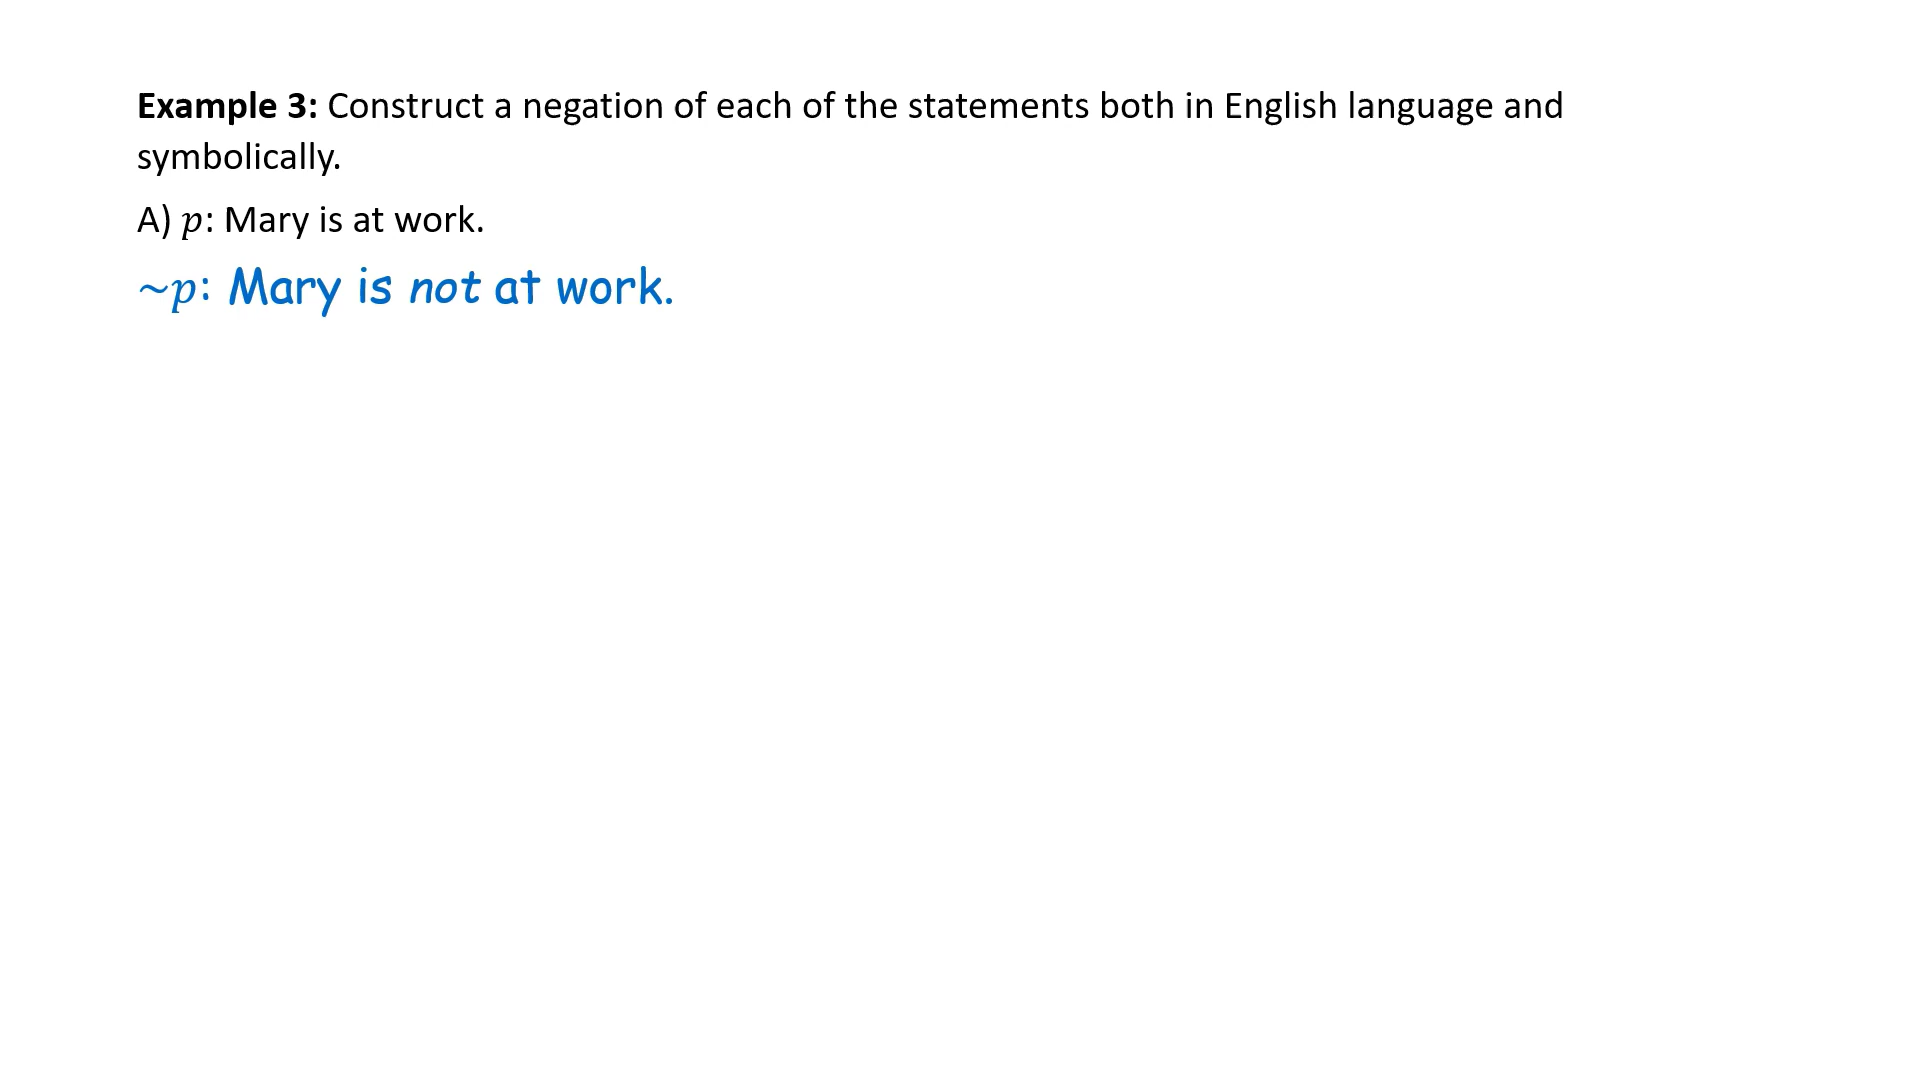 Example 3: Construct a negation of each of the statements both in English language and
symbolically.
A) p: Mary is at work.
~p: Mary is not at work.